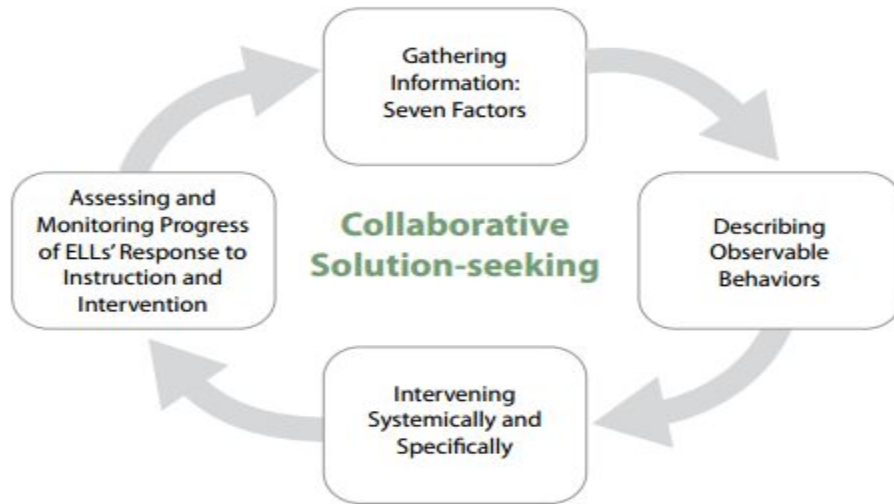 Gathering
Information:
Seven Factors
Assessing and
Monitoring Progress
of ELLs' Response to
Instruction and
Intervention
Collaborative
Solution-seeking
Describing
Observable
Behaviors
Intervening
Systemically and
Specifically